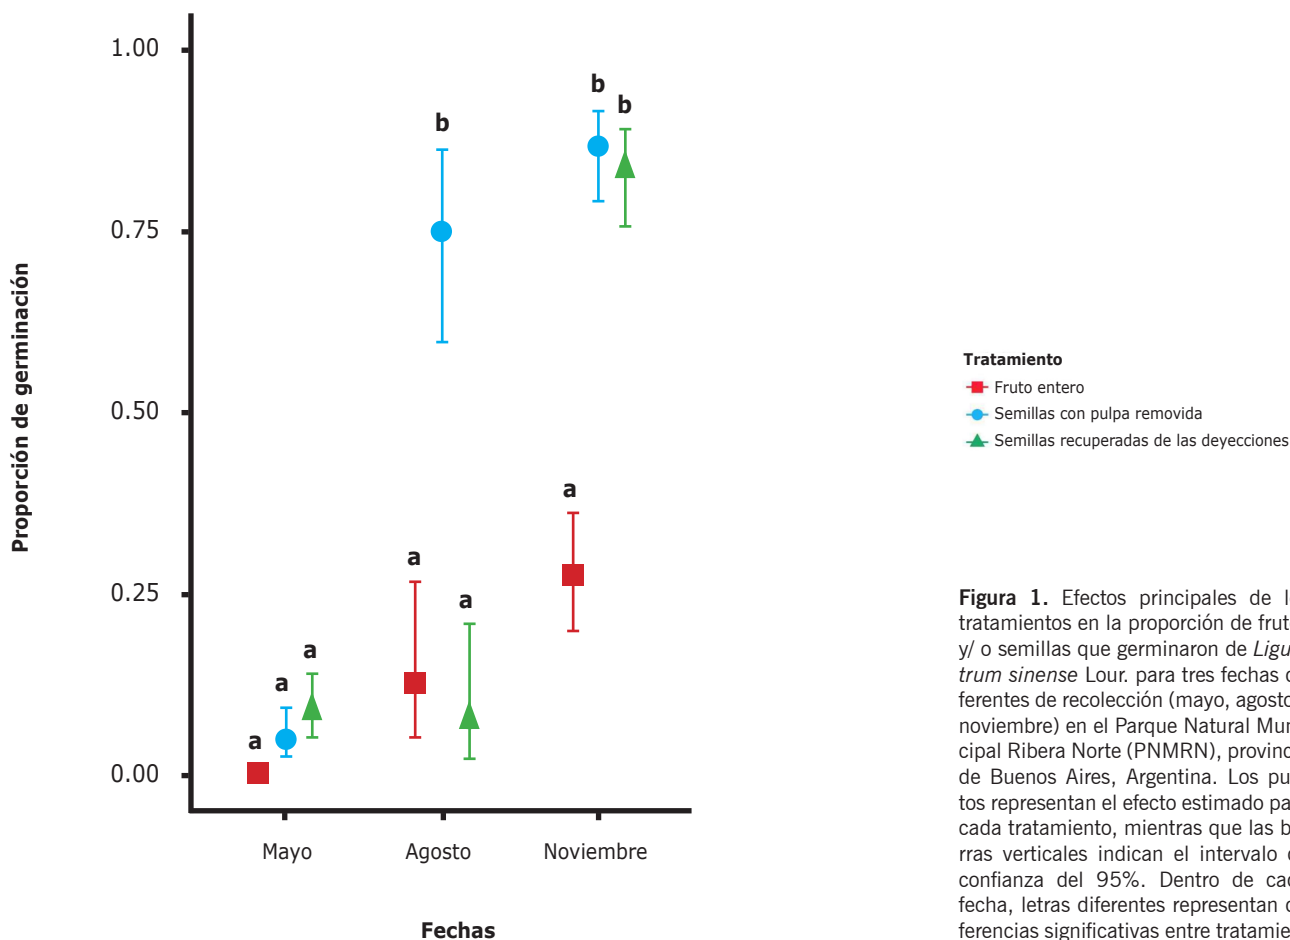 1.00
0.75
0.50
0.25
0.00
Proporción de germinación
b
b
b
a
a
a
a
a
a
Mayo Agosto Noviembre
Fechas
Tratamiento
Fruto entero
Semillas con pulpa removida
Semillas recuperadas de las deyecciones
Figura 1. Efectos principales de l
tratamientos en la proporción de frut
y/ o semillas que germinaron de Ligu
trum sinense Lour. para tres fechas d
ferentes de recolección (mayo, agosto
noviembre) en el Parque Natural Mun
cipal Ribera Norte (PNMRN), provinc
de Buenos Aires, Argentina. Los pu
tos representan el efecto estimado pa
cada tratamiento, mientras que las b
rras verticales indican el intervalo d
confianza del 95%. Dentro de cad
fecha, letras diferentes representan d
ferencias significativas entre tratamie